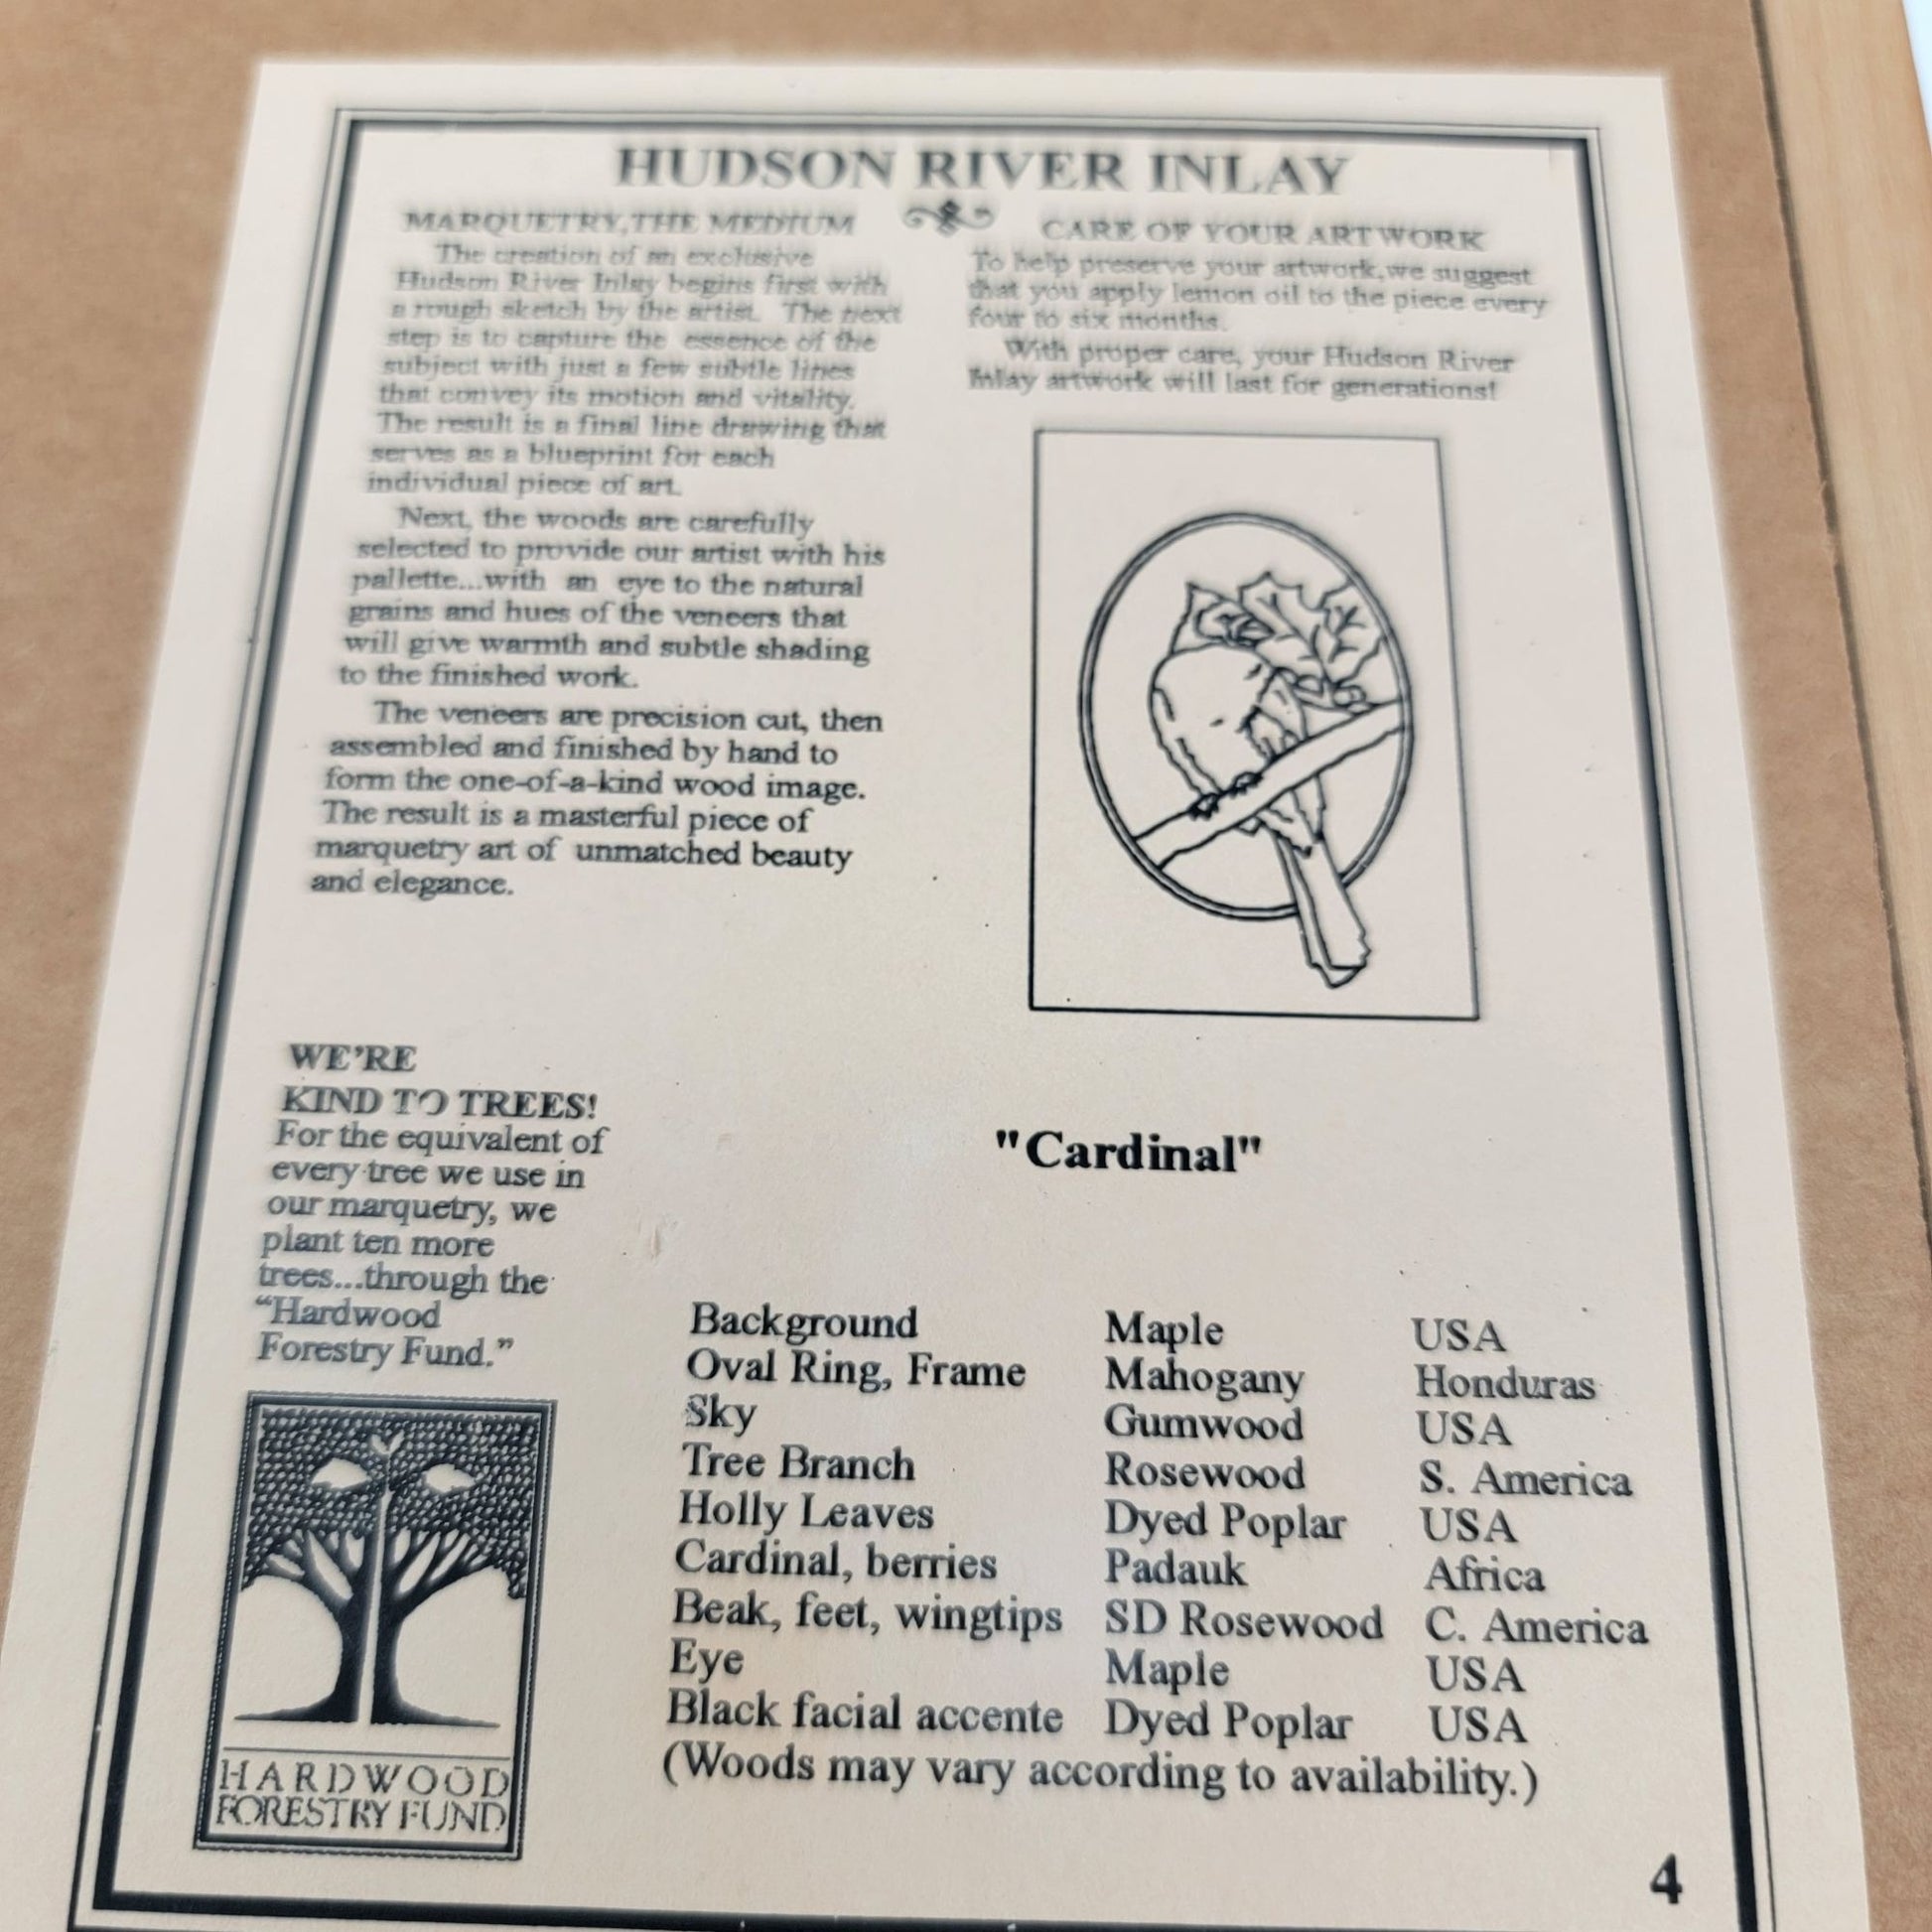 HUDSON RIVER INLAY
MARQUETRY,THE MEDIUM
The creation of an exclusive
Hudson River Inlay begins first with
a rough sketch by the artist. The next
step is to capture the essence of the
subject with just a few subtle lines
that convey its motion and vitality.
The result is a final line drawing that
serves as a blueprint for each
individual piece of art.
Next, the woods are carefully
selected to provide our artist with his
pallette...with an eye to the natural
grains and hues of the veneers that
will give warmth and subtle shading
to the finished work.
The veneers are precision cut, then
assembled and finished by hand to
form the one-of-a-kind wood image.
The result is a masterful piece of
marquetry art of unmatched beauty
and elegance.
CARE OF YOUR ARTWORK
To help preserve your artwork,we suggest
that you apply lemon oil to the piece every
four to six months.
With proper care, your Hudson River
Inlay artwork will last for generations!
WE'RE
KIND TO TREES!
For the equivalent of
every tree we use in
our marquetry, we
plant ten more
trees...through the
“Hardwood
Forestry Fund.”
HARDWOOD
FORESTRY FUND
"Cardinal"
Background Maple USA
Oval Ring, Frame Mahogany Honduras
Sky Gumwood USA
Tree Branch Rosewood S. America
Holly Leaves Dyed Poplar USA
Cardinal, berries Padauk Africa
Beak, feet, wingtips SD Rosewood C. America
Eye Maple USA
Black facial accente Dyed Poplar USA
(Woods may vary according to availability.)
4